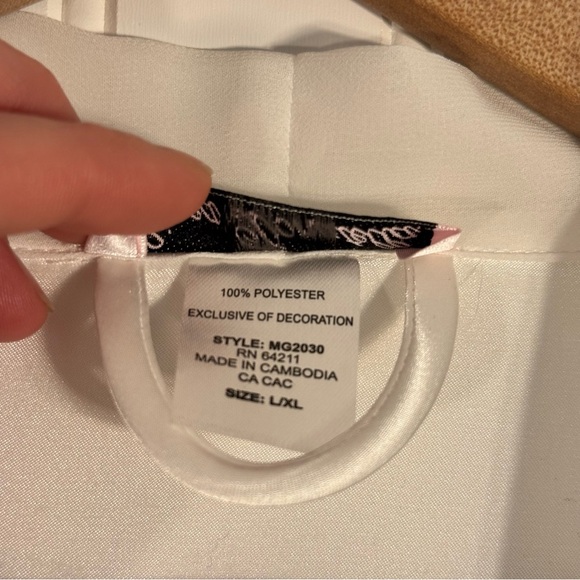 100% POLYESTER
EXCLUSIVE OF DECORATION
STYLE: MG2030
RN 64211
MADE IN CAMBODIA
CA CAC
SIZE: L/XL